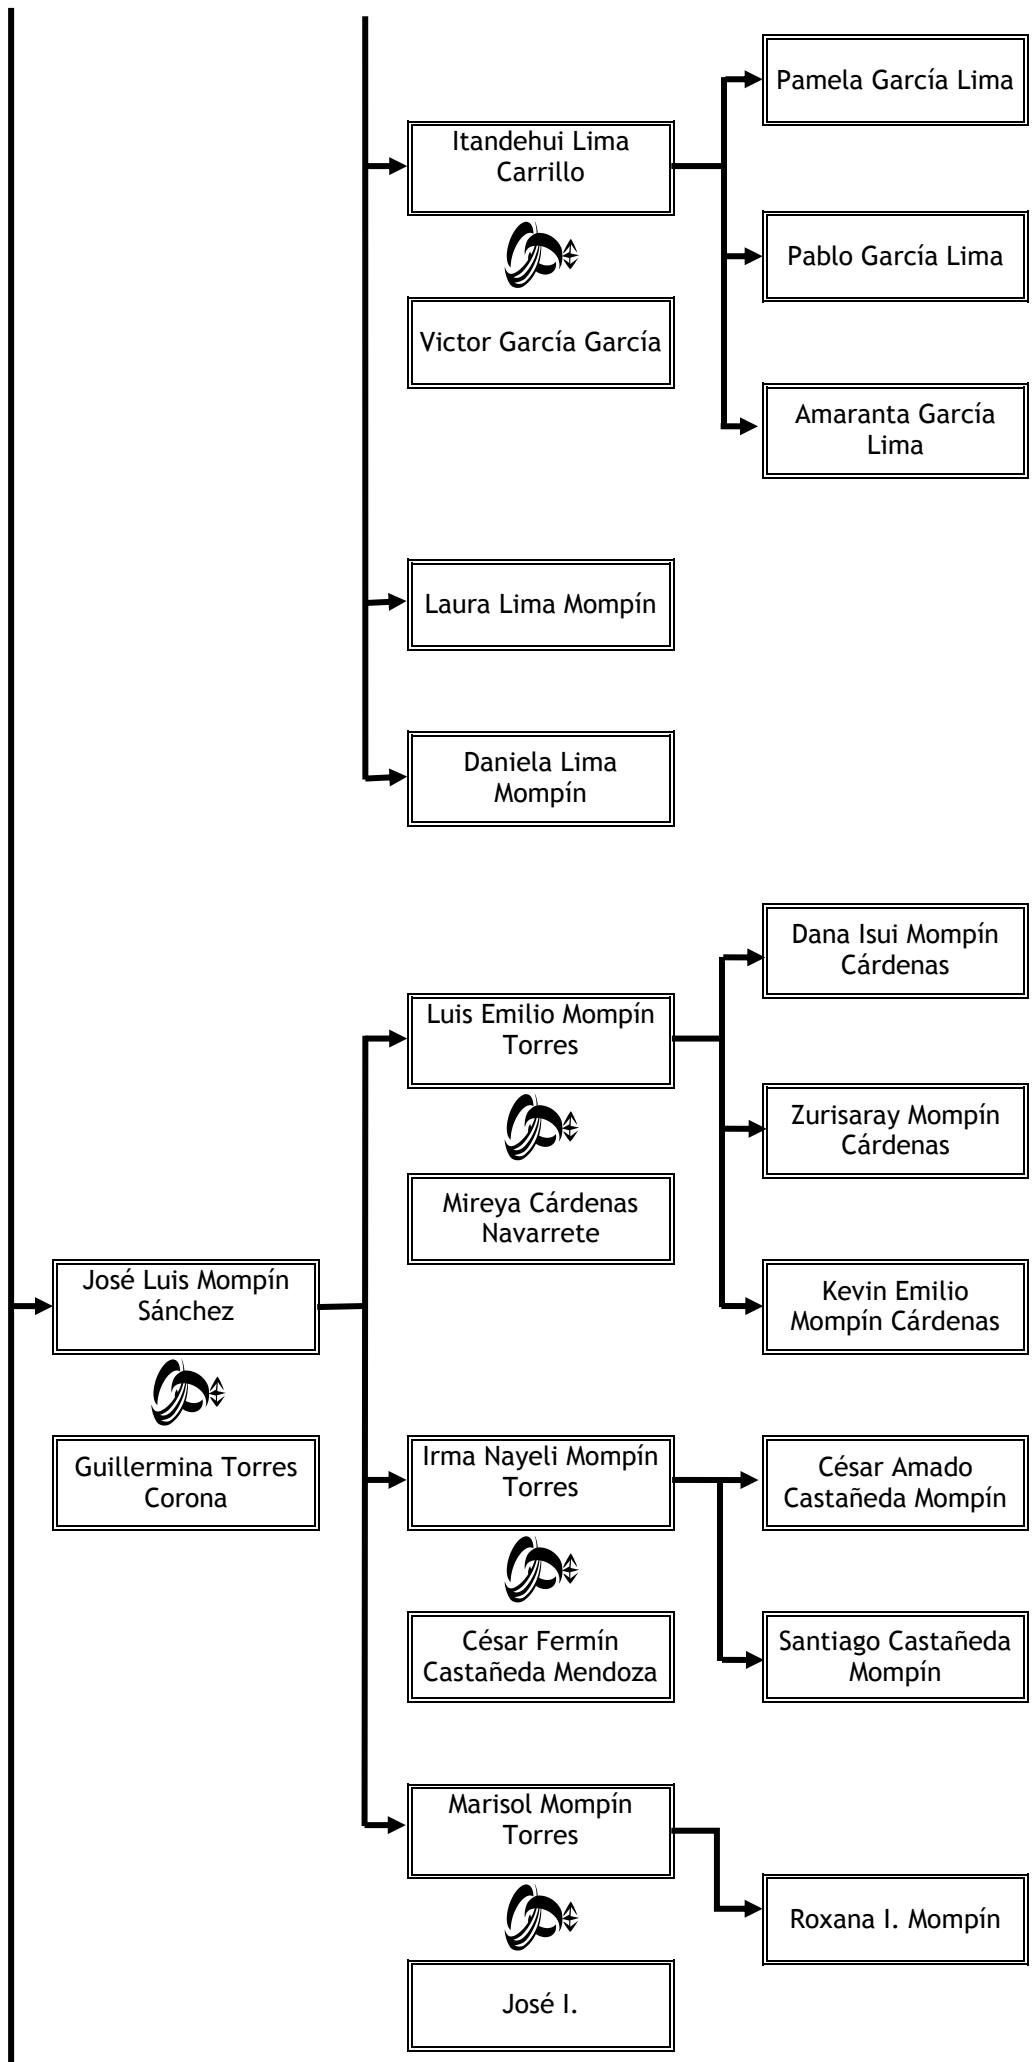 Pamela García Lima
Itandehui Lima
Carrillo
Pablo García Lima
Victor García García
Amaranta García
Lima
Laura Lima Mompín
Daniela Lima
Mompín
Dana Isui Mompín
Cárdenas
Luis Emilio Mompín
Torres
Zurisaray Mompín
Cárdenas
Mireya Cárdenas
Navarrete
José Luis Mompín
Sánchez
Kevin Emilio
Mompín Cárdenas
Guillermina Torres
Corona
Irma Nayeli Mompín
Torres
César Amado
Castañeda Mompín
César Fermín
Castañeda Mendoza
Santiago Castañeda
Mompín
Marisol Mompín
Torres
Roxana I. Mompín
José I.